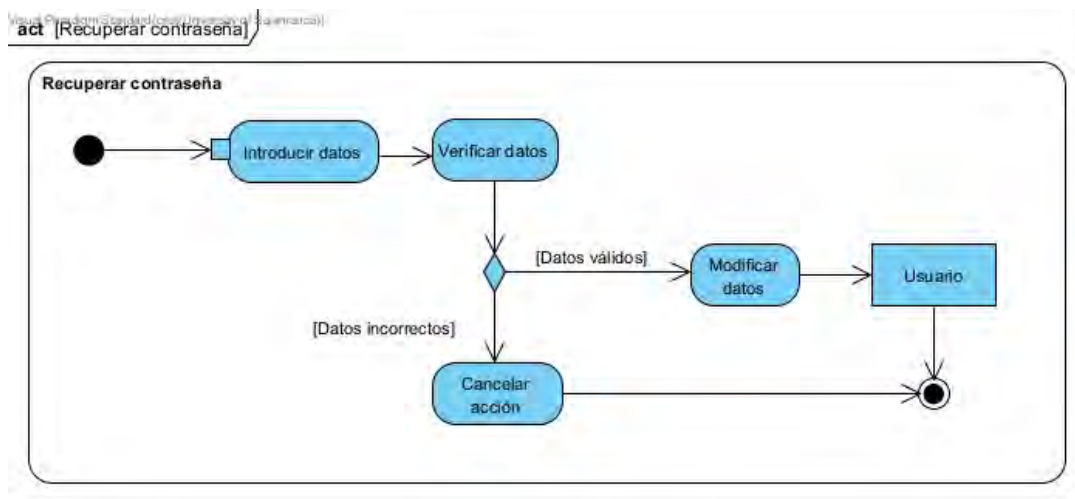 act [Recuperar contraseña]
Recuperar contraseña
Introducir datos
Verificar datos
[Datos válidos]
Modificar
datos
Usuario
[Datos incorrectos]
Cancelar
acción